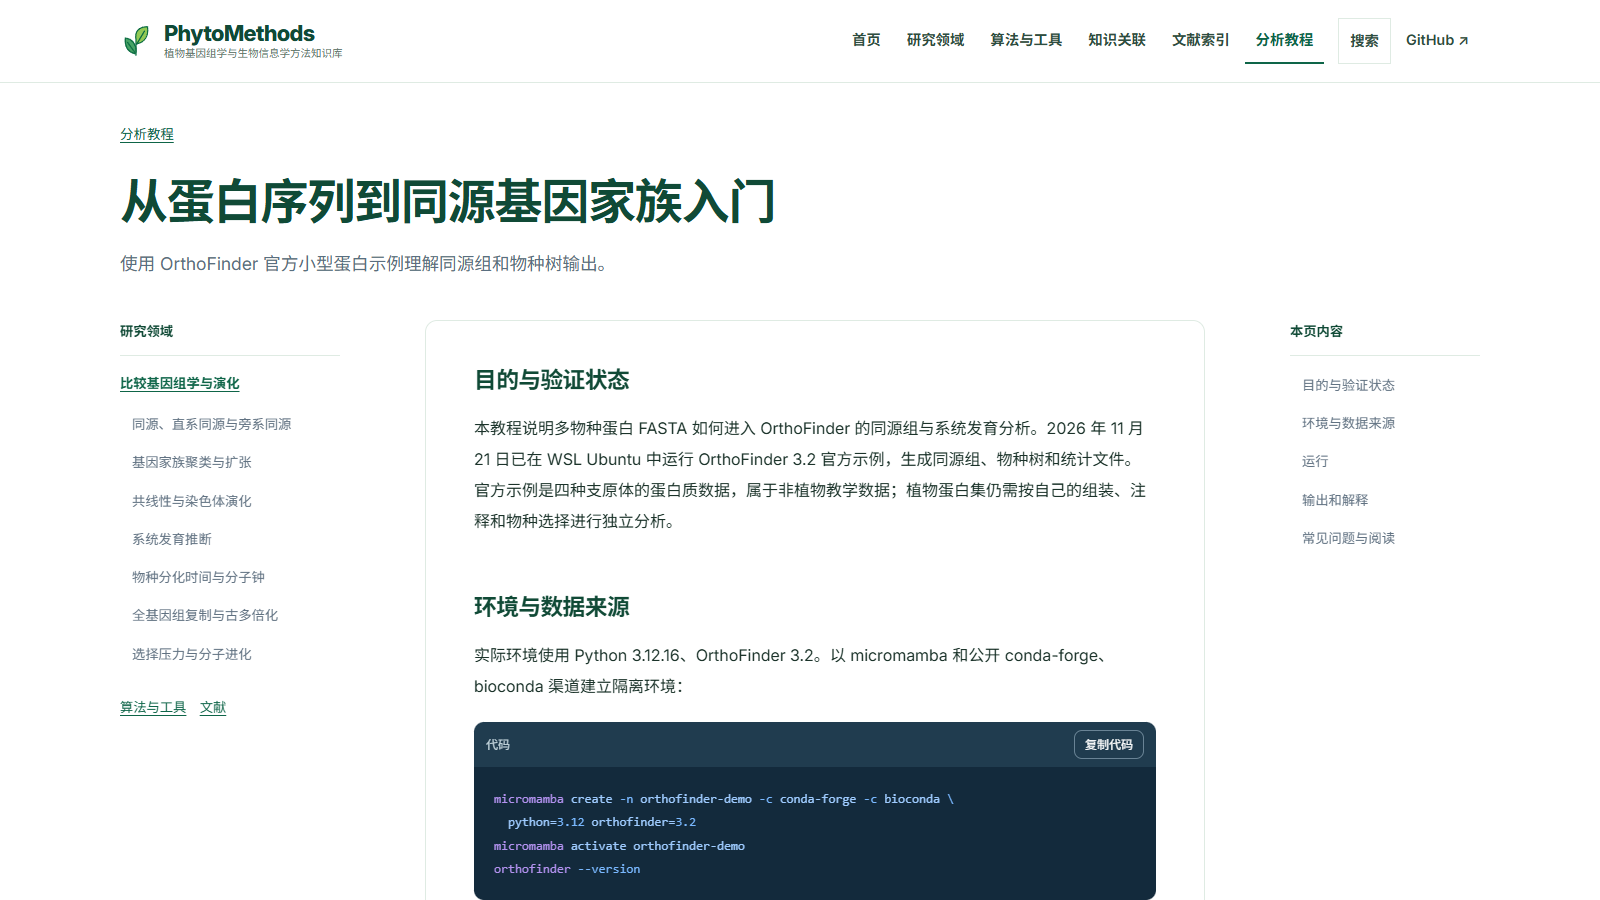 PhytoMethods
植物基因组学与生物信息学方法知识库
首页 研究领域 算法与工具 知识关联 文献索引 分析教程 搜索 GitHub ↗
分析教程
从蛋白序列到同源基因家族入门
使用 OrthoFinder 官方小型蛋白示例理解同源组和物种树输出。
研究领域
比较基因组学与演化
同源、直系同源与旁系同源
基因家族聚类与扩张
共线性与染色体演化
系统发育推断
物种分化时间与分子钟
全基因组复制与古多倍化
选择压力与分子进化
算法与工具 文献
目的与验证状态
本教程说明多物种蛋白 FASTA 如何进入 OrthoFinder 的同源组与系统发育分析。2026 年 11 月
21 日已在 WSL Ubuntu 中运行 OrthoFinder 3.2 官方示例，生成同源组、物种树和统计文件。
官方示例是四种支原体的蛋白质数据，属于非植物教学数据；植物蛋白集仍需按自己的组装、注
释和物种选择进行独立分析。
环境与数据来源
实际环境使用 Python 3.12.16、OrthoFinder 3.2。以 micromamba 和公开 conda-forge、
bioconda 渠道建立隔离环境：
代码 复制代码
micromamba create -n orthofinder-demo -c conda-forge -c bioconda \
python=3.12 orthofinder=3.2
micromamba activate orthofinder-demo
orthofinder --version
本页内容
目的与验证状态
环境与数据来源
运行
输出和解释
常见问题与阅读